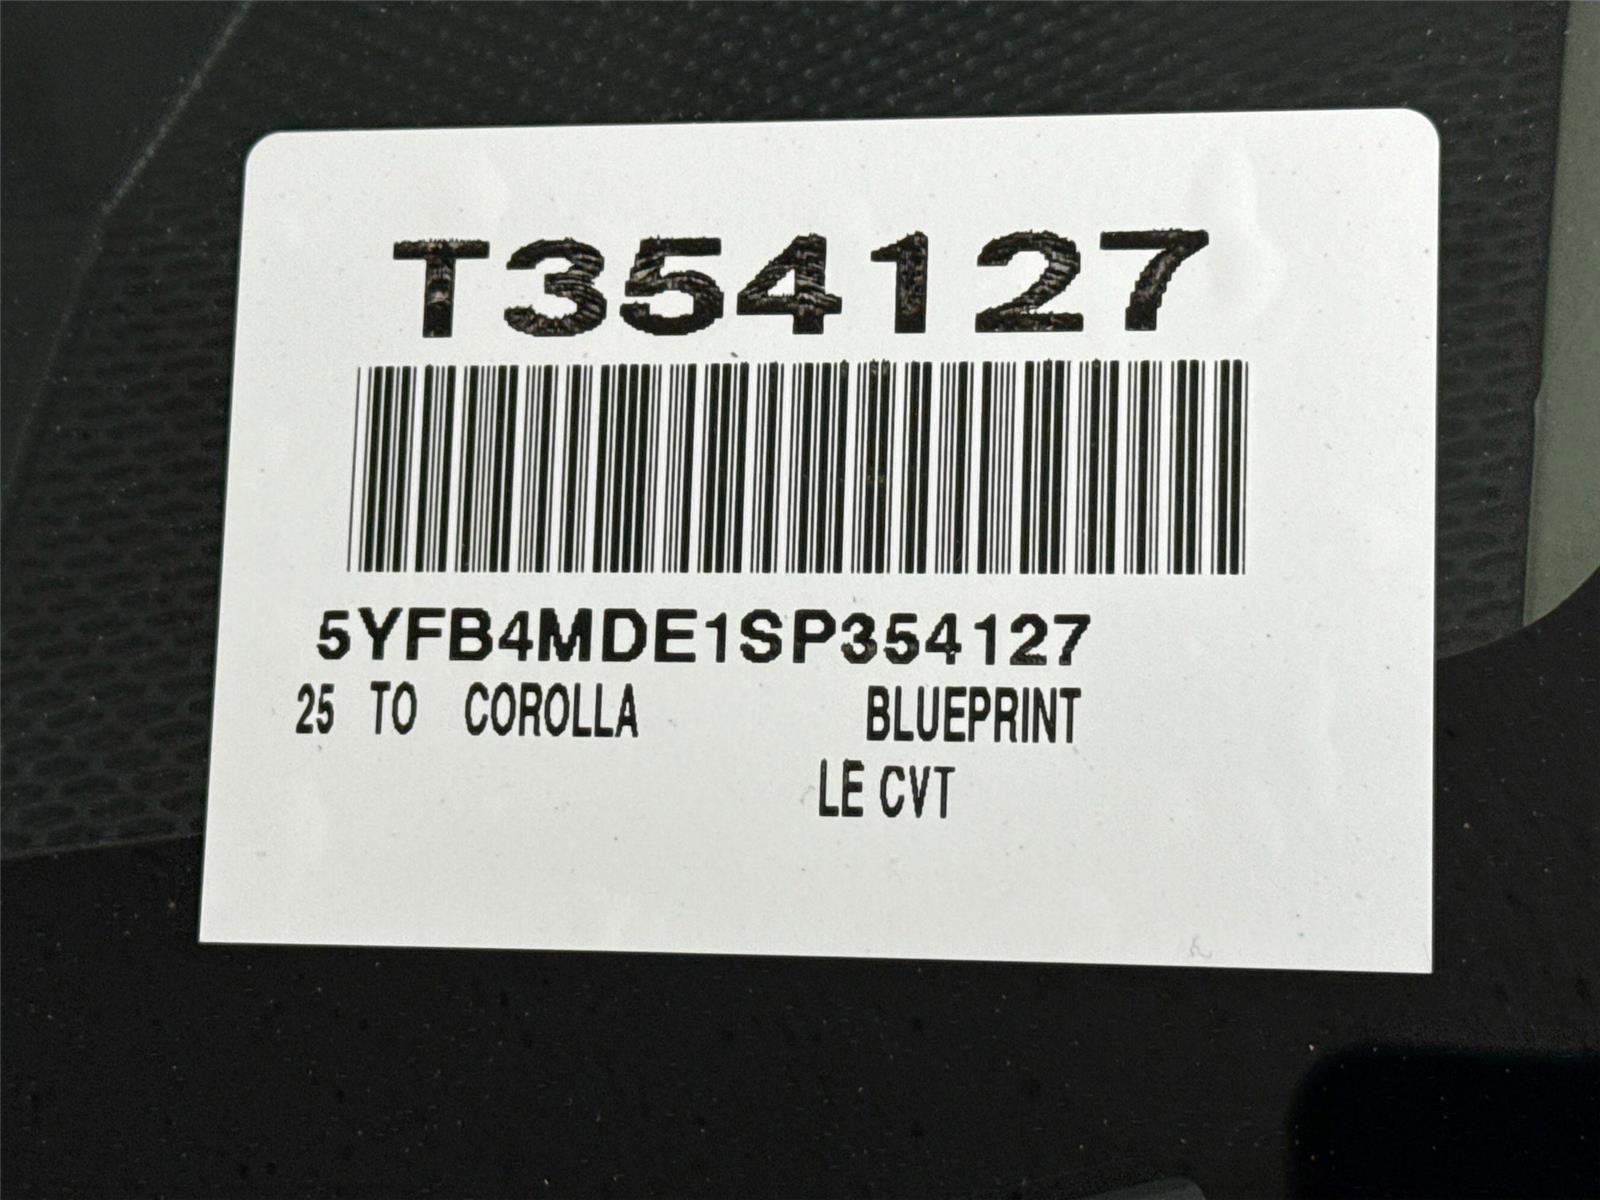 T354127
5YFB4MDE1SP354127
25 TO COROLLA BLUEPRINT
LE CVT